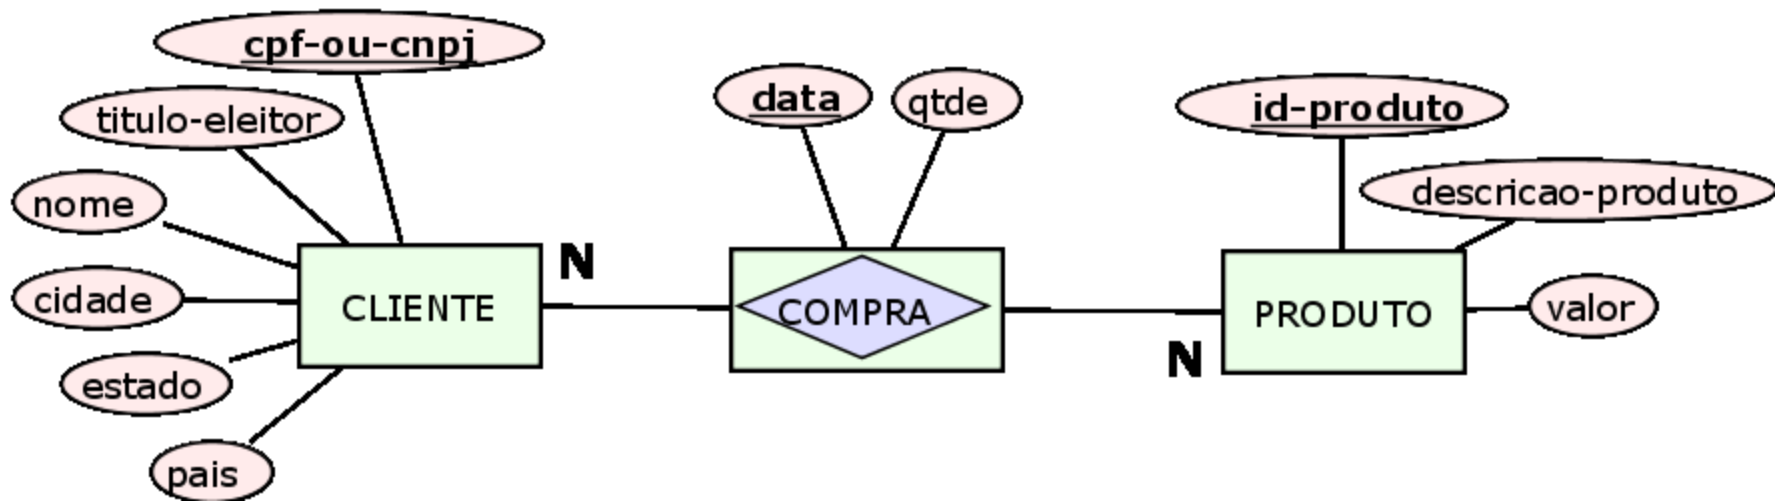 cpf-ou-cnpj
titulo-eleitor
nome
cidade
estado
pais
CLIENTE
N
data
qtde
COMPRA
N
id-produto
descricao-produto
valor
PRODUTO